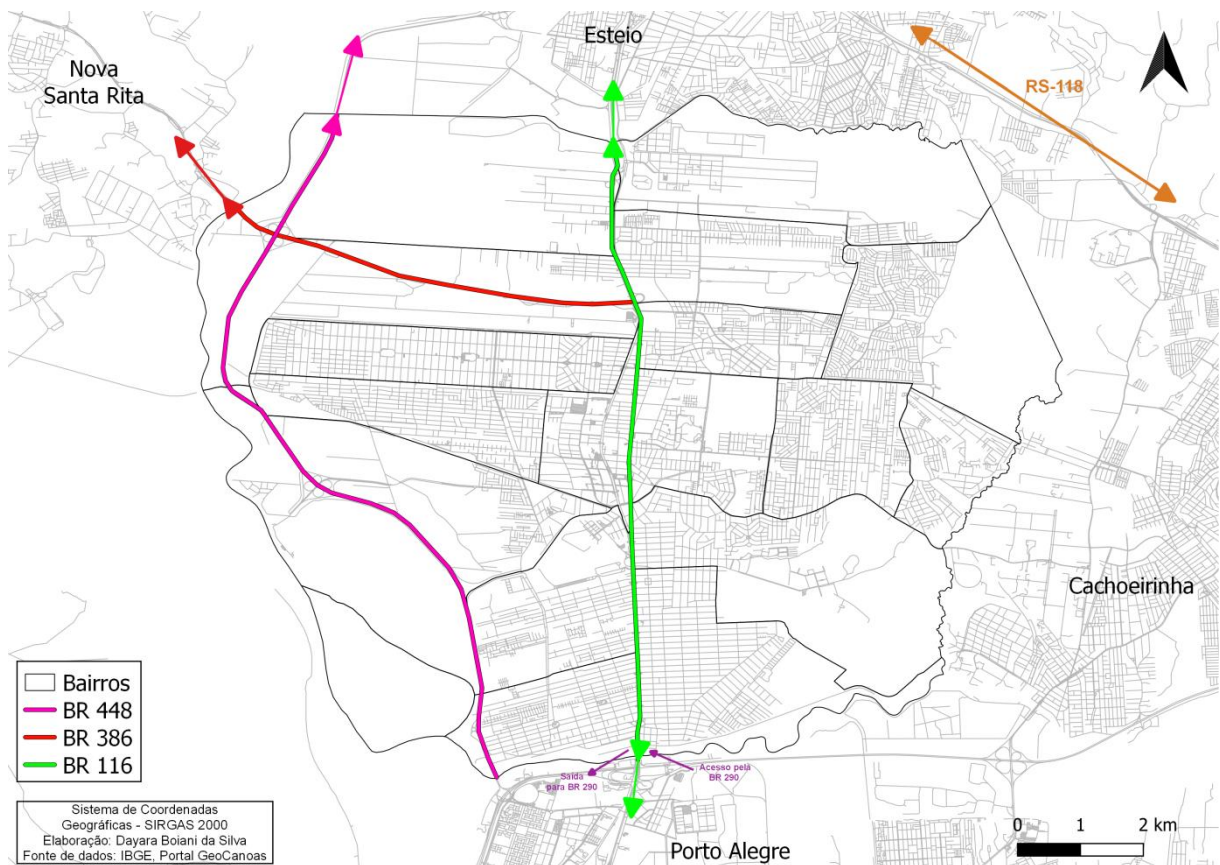 Esteio
Nova
Santa Rita
RS-118
Cachoeirinha
Bairros
BR 448
BR 386
BR 116
Saída
para BR 290
Acesso pela
BR 290
Sistema de Coordenadas
Geográficas - SIRGAS 2000
Elaboração: Dayara Boiani da Silva
Fonte de dados: IBGE, Portal GeoCanoas
Porto Alegre
0 1 2 km